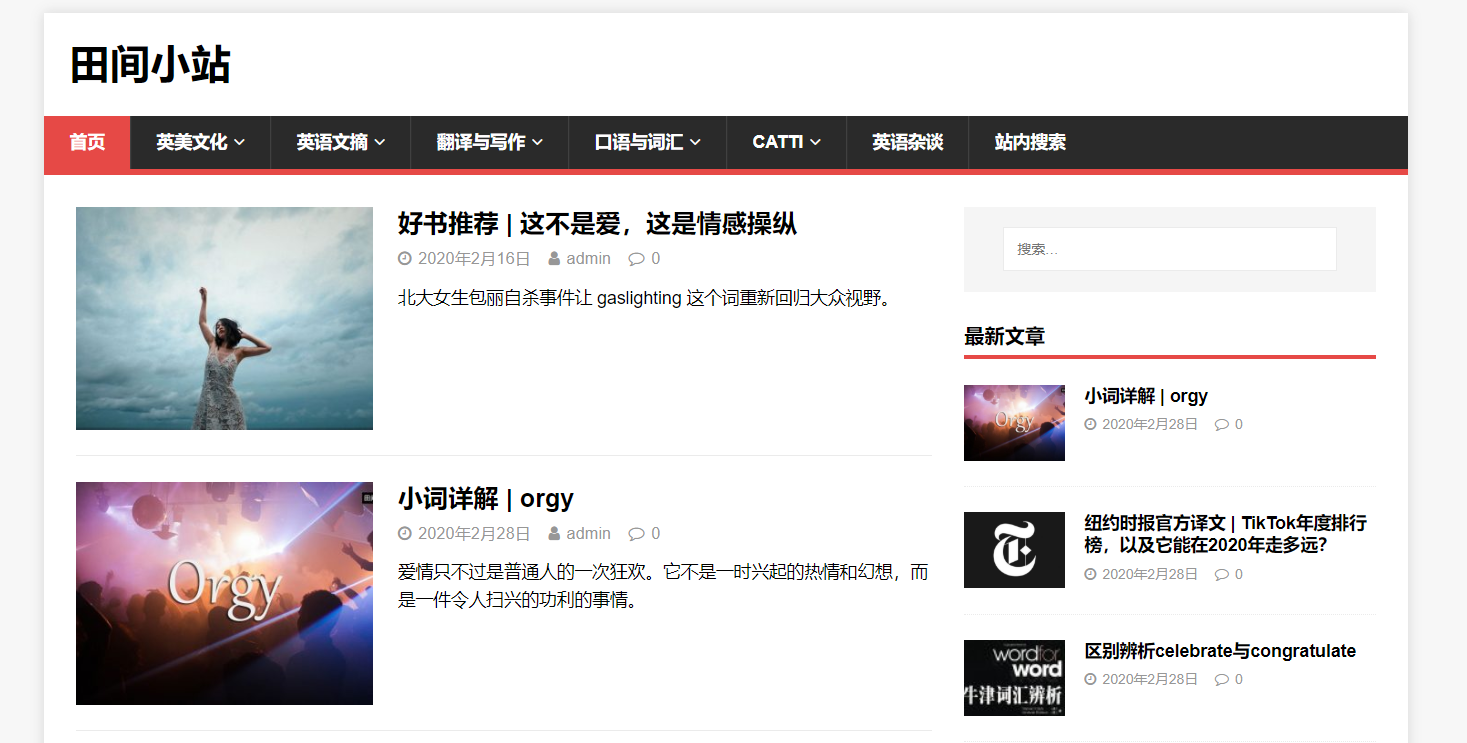 田间小站
首页 英美文化 英语文摘 翻译与写作 口语与词汇 CATTI 英语杂谈 站内搜索
好书推荐 | 这不是爱，这是情感操纵
2020年2月16日 admin 0
北大女生包丽自杀事件让 gaslighting 这个词重新回归大众视野。
Orgy
小词详解 | orgy
2020年2月28日 admin 0
爱情只不过是普通人的一次狂欢。它不是一时兴起的热情和幻想，而
是一件令人扫兴的功利的事情。
搜索...
最新文章
Orgy
小词详解 | orgy
2020年2月28日 0
纽约时报官方译文 | TikTok年度排行
榜，以及它能在2020年走多远？
2020年2月28日 0
wordfor
word
牛津词汇辨析
区别辨析celebrate与congratulate
2020年2月28日 0